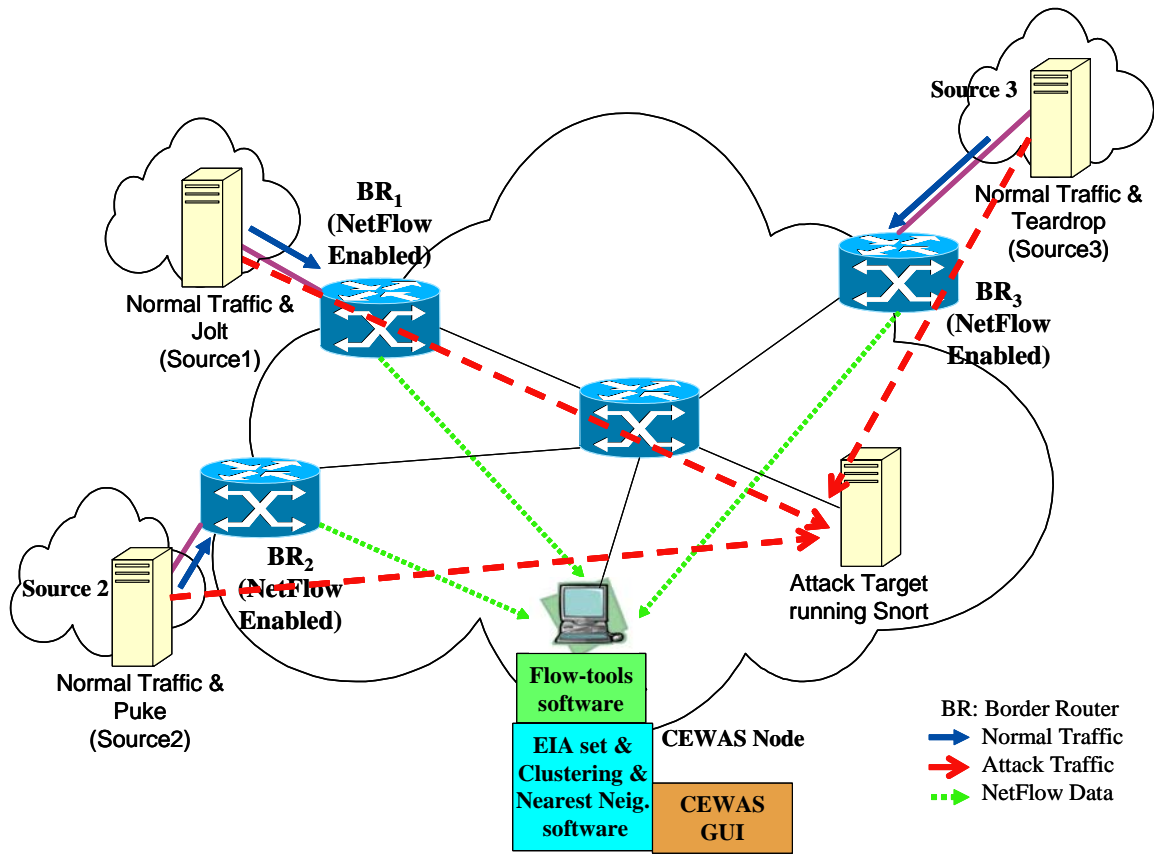 Source 3
Normal Traffic &
Teardrop
(Source3)
BR1
(NetFlow
Enabled)
Normal Traffic &
Jolt
(Source1)
BR3
(NetFlow
Enabled)
BR2
(NetFlow
Enabled)
Source 2
Normal Traffic &
Puke
(Source2)
Attack Target
running Snort
Flow-tools
software
EIA set &
Clustering &
Nearest Neig.
software
CEWAS Node
CEWAS
GUI
BR: Border Router
Normal Traffic
Attack Traffic
NetFlow Data